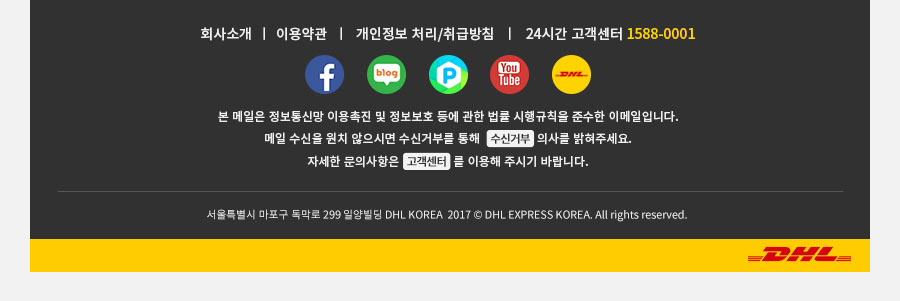 회사소개 | 이용약관 | 개인정보 처리/취급방침 | 24시간 고객센터 1588-0001
f blog P You Tube DHL
본 메일은 정보통신망 이용촉진 및 정보보호 등에 관한 법률 시행규칙을 준수한 이메일입니다.
메일 수신을 원치 않으시면 수신거부를 통해 수신거부 의사를 밝혀주세요.
자세한 문의사항은 고객센터 를 이용해 주시기 바랍니다.
서울특별시 마포구 독막로 299 일양빌딩 DHL KOREA 2017 © DHL EXPRESS KOREA. All rights reserved.
DHL